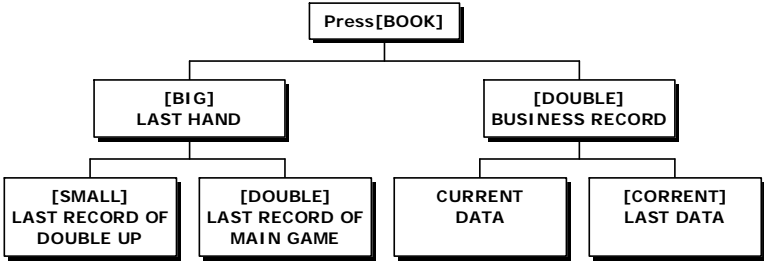 Press[BOOK]
[BIG]
LAST HAND
[DOUBLE]
BUSINESS RECORD
[SMALL]
LAST RECORD OF
DOUBLE UP
[DOUBLE]
LAST RECORD OF
MAIN GAME
CURRENT
DATA
[CORRENT]
LAST DATA